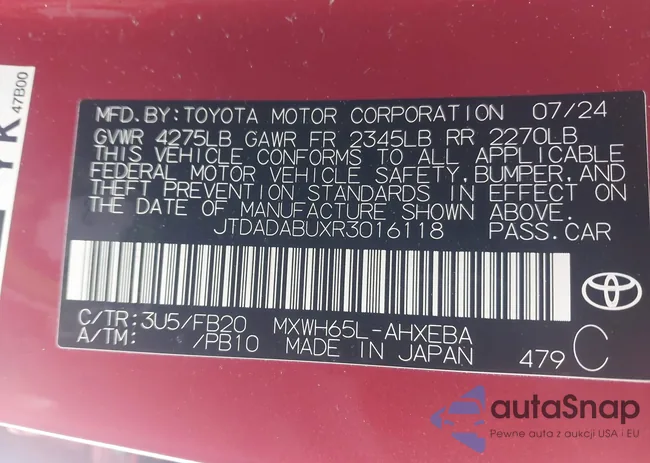 YK
47B00
MFD.BY:TOYOTA MOTOR CORPORATION 07/24
GVWR 4275LB GAWR FR 2345LB RR 2270LB
THIS VEHICLE CONFORMS TO ALL APPLICABLE
FEDERAL MOTOR VEHICLE SAFETY,BUMPER,AND
THEFT PREVENTION STANDARDS IN EFFECT ON
THE DATE OF MANUFACTURE SHOWN ABOVE.
JTDADABUXR3016118 PASS.CAR
C/TR:3U5/FB20 MXWH65L-AHXEBA
A/TM: /PB10 MADE IN JAPAN 479 C
autaSnap
Pewne auta z aukcji USA i EU